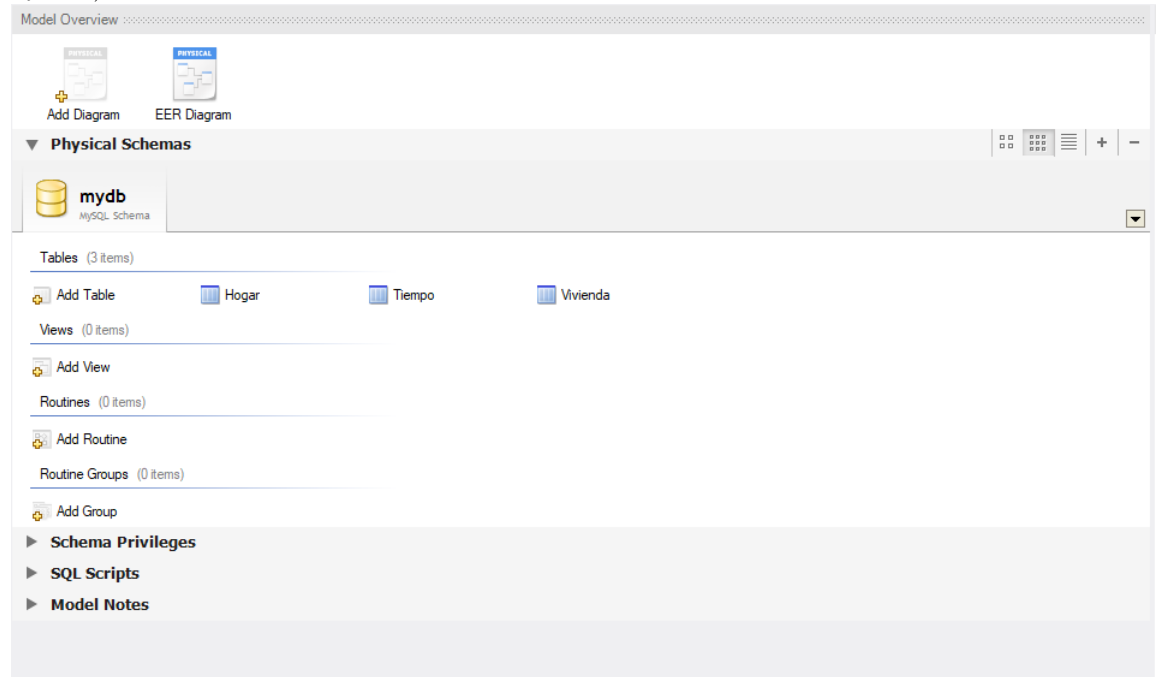 Model Overview
PHYSICAL PHYSICAL
Add Diagram EER Diagram
Physical Schemas
mydb
MySQL Schema
Tables (3 items)
Add Table Hogar Tiempo Vivienda
Views (0 items)
Add View
Routines (0 items)
Add Routine
Routine Groups (0 items)
Add Group
Schema Privileges
SQL Scripts
Model Notes